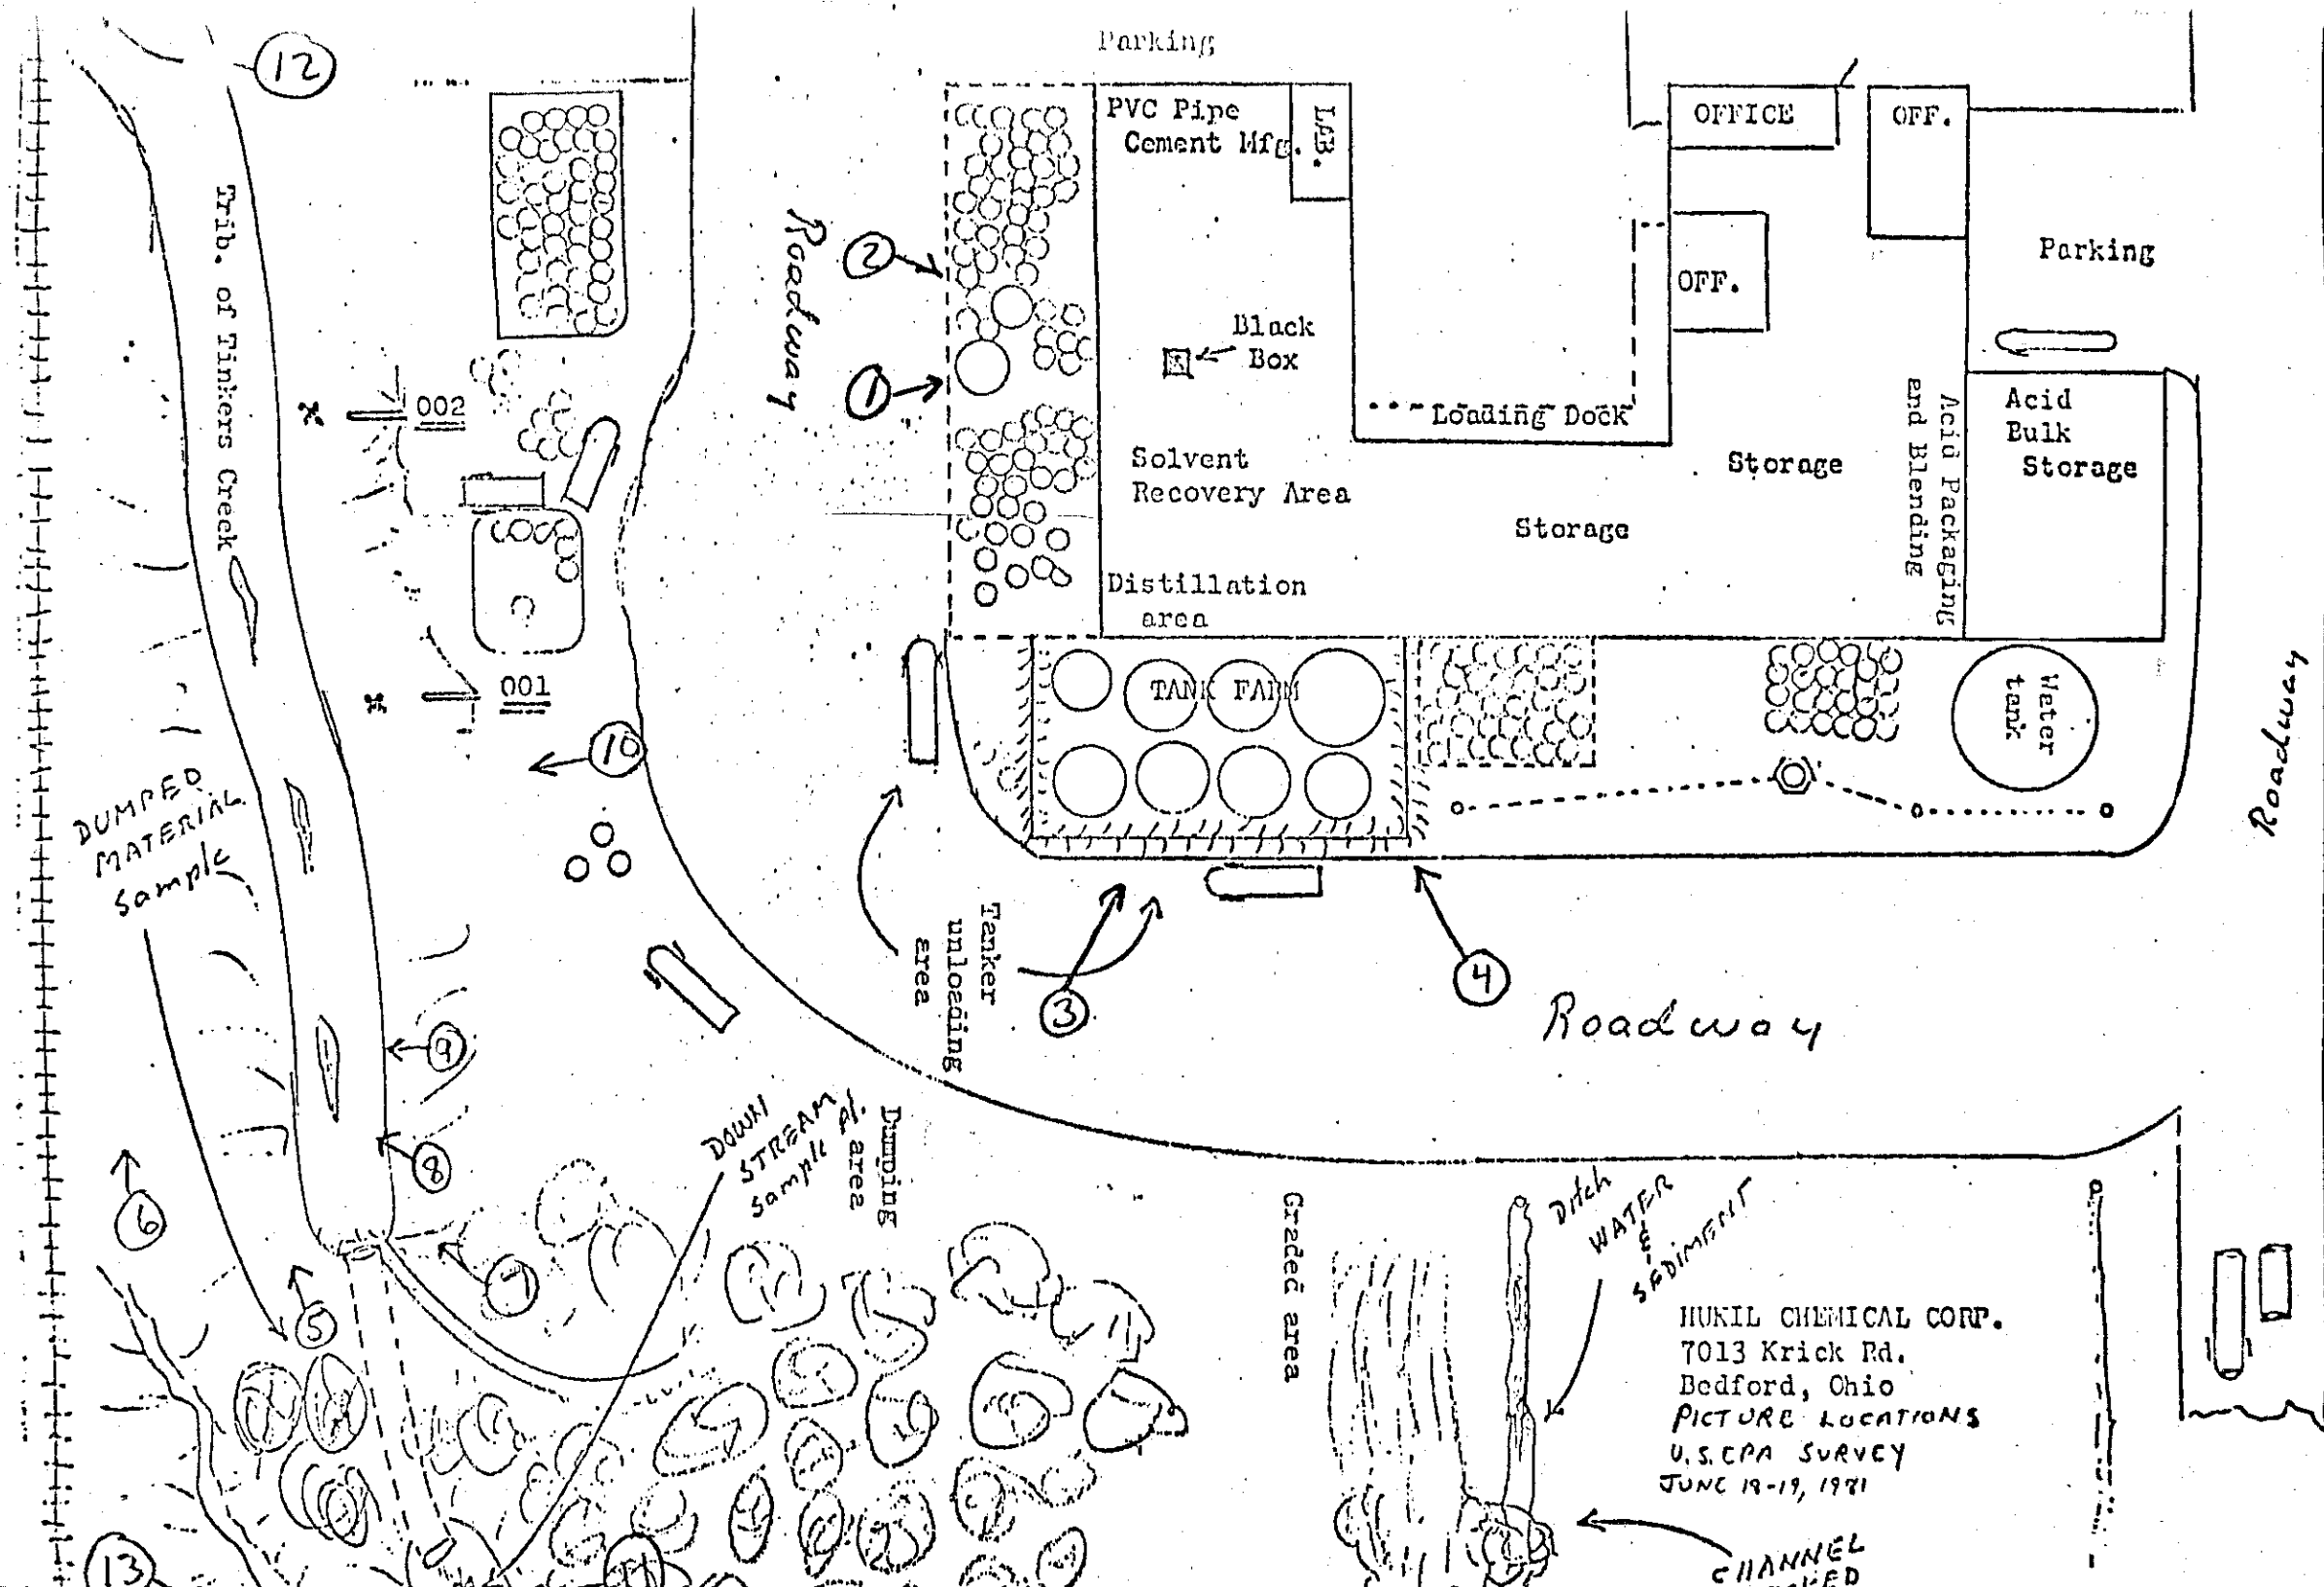 Parking
12
PVC Pipe
Cement Mfg.
LAB.
OFFICE
OFF.
Parking
Trib. of Tinkers Creek
Roadway
2
OFF.
Black
Box
1
002
Loading Dock
Acid
Bulk
Storage
Acid Packaging
and Blending
Solvent
Recovery Area
Storage
Storage
Distillation
area
001
TANK FARM
Water
tank
Roadway
10
DUMPED
MATERIAL
Sample
Tanker
unloading
area
3
4
Roadway
9
8
DOWN
STREAM
Sample Pt.
Dumping
area
6
7
5
Graded area
Ditch
WATER
&
SEDIMENT
HUKIL CHEMICAL CORP.
7013 Krick Rd.
Bedford, Ohio
PICTURE LOCATIONS
U.S. EPA SURVEY
JUNE 18-19, 1981
13
11
CHANNEL